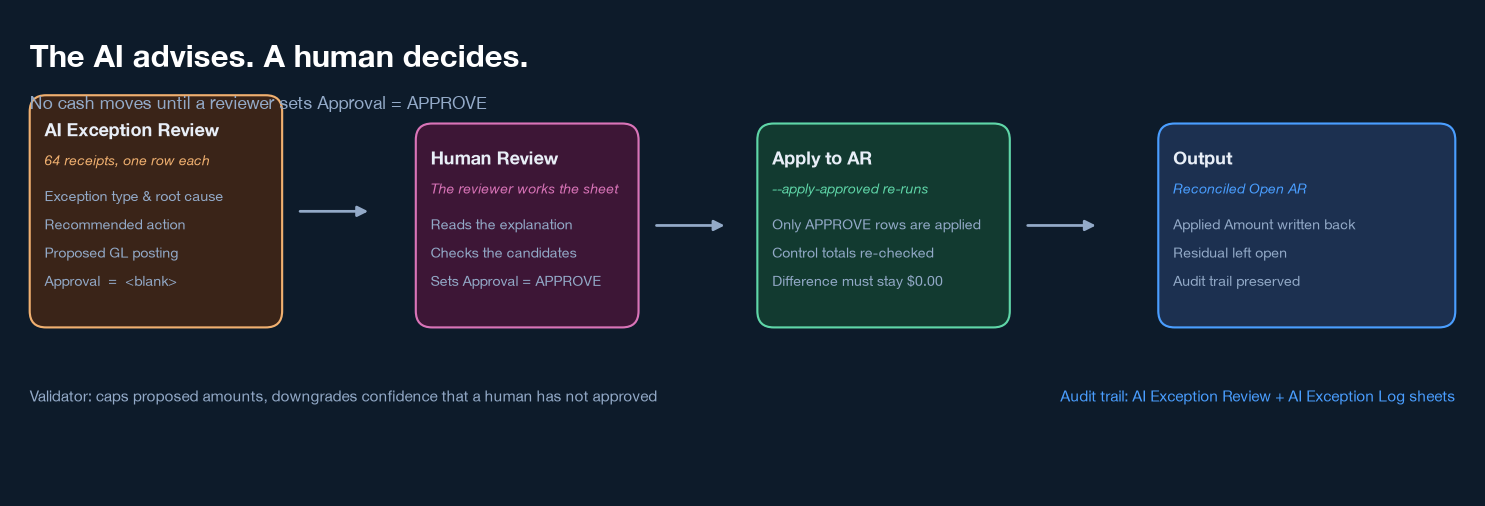 The AI advises. A human decides.
No cash moves until a reviewer sets Approval = APPROVE
AI Exception Review
64 receipts, one row each
Exception type & root cause
Recommended action
Proposed GL posting
Approval = <blank>
Human Review
The reviewer works the sheet
Reads the explanation
Checks the candidates
Sets Approval = APPROVE
Apply to AR
--apply-approved re-runs
Only APPROVE rows are applied
Control totals re-checked
Difference must stay $0.00
Output
Reconciled Open AR
Applied Amount written back
Residual left open
Audit trail preserved
Validator: caps proposed amounts, downgrades confidence that a human has not approved
Audit trail: AI Exception Review + AI Exception Log sheets